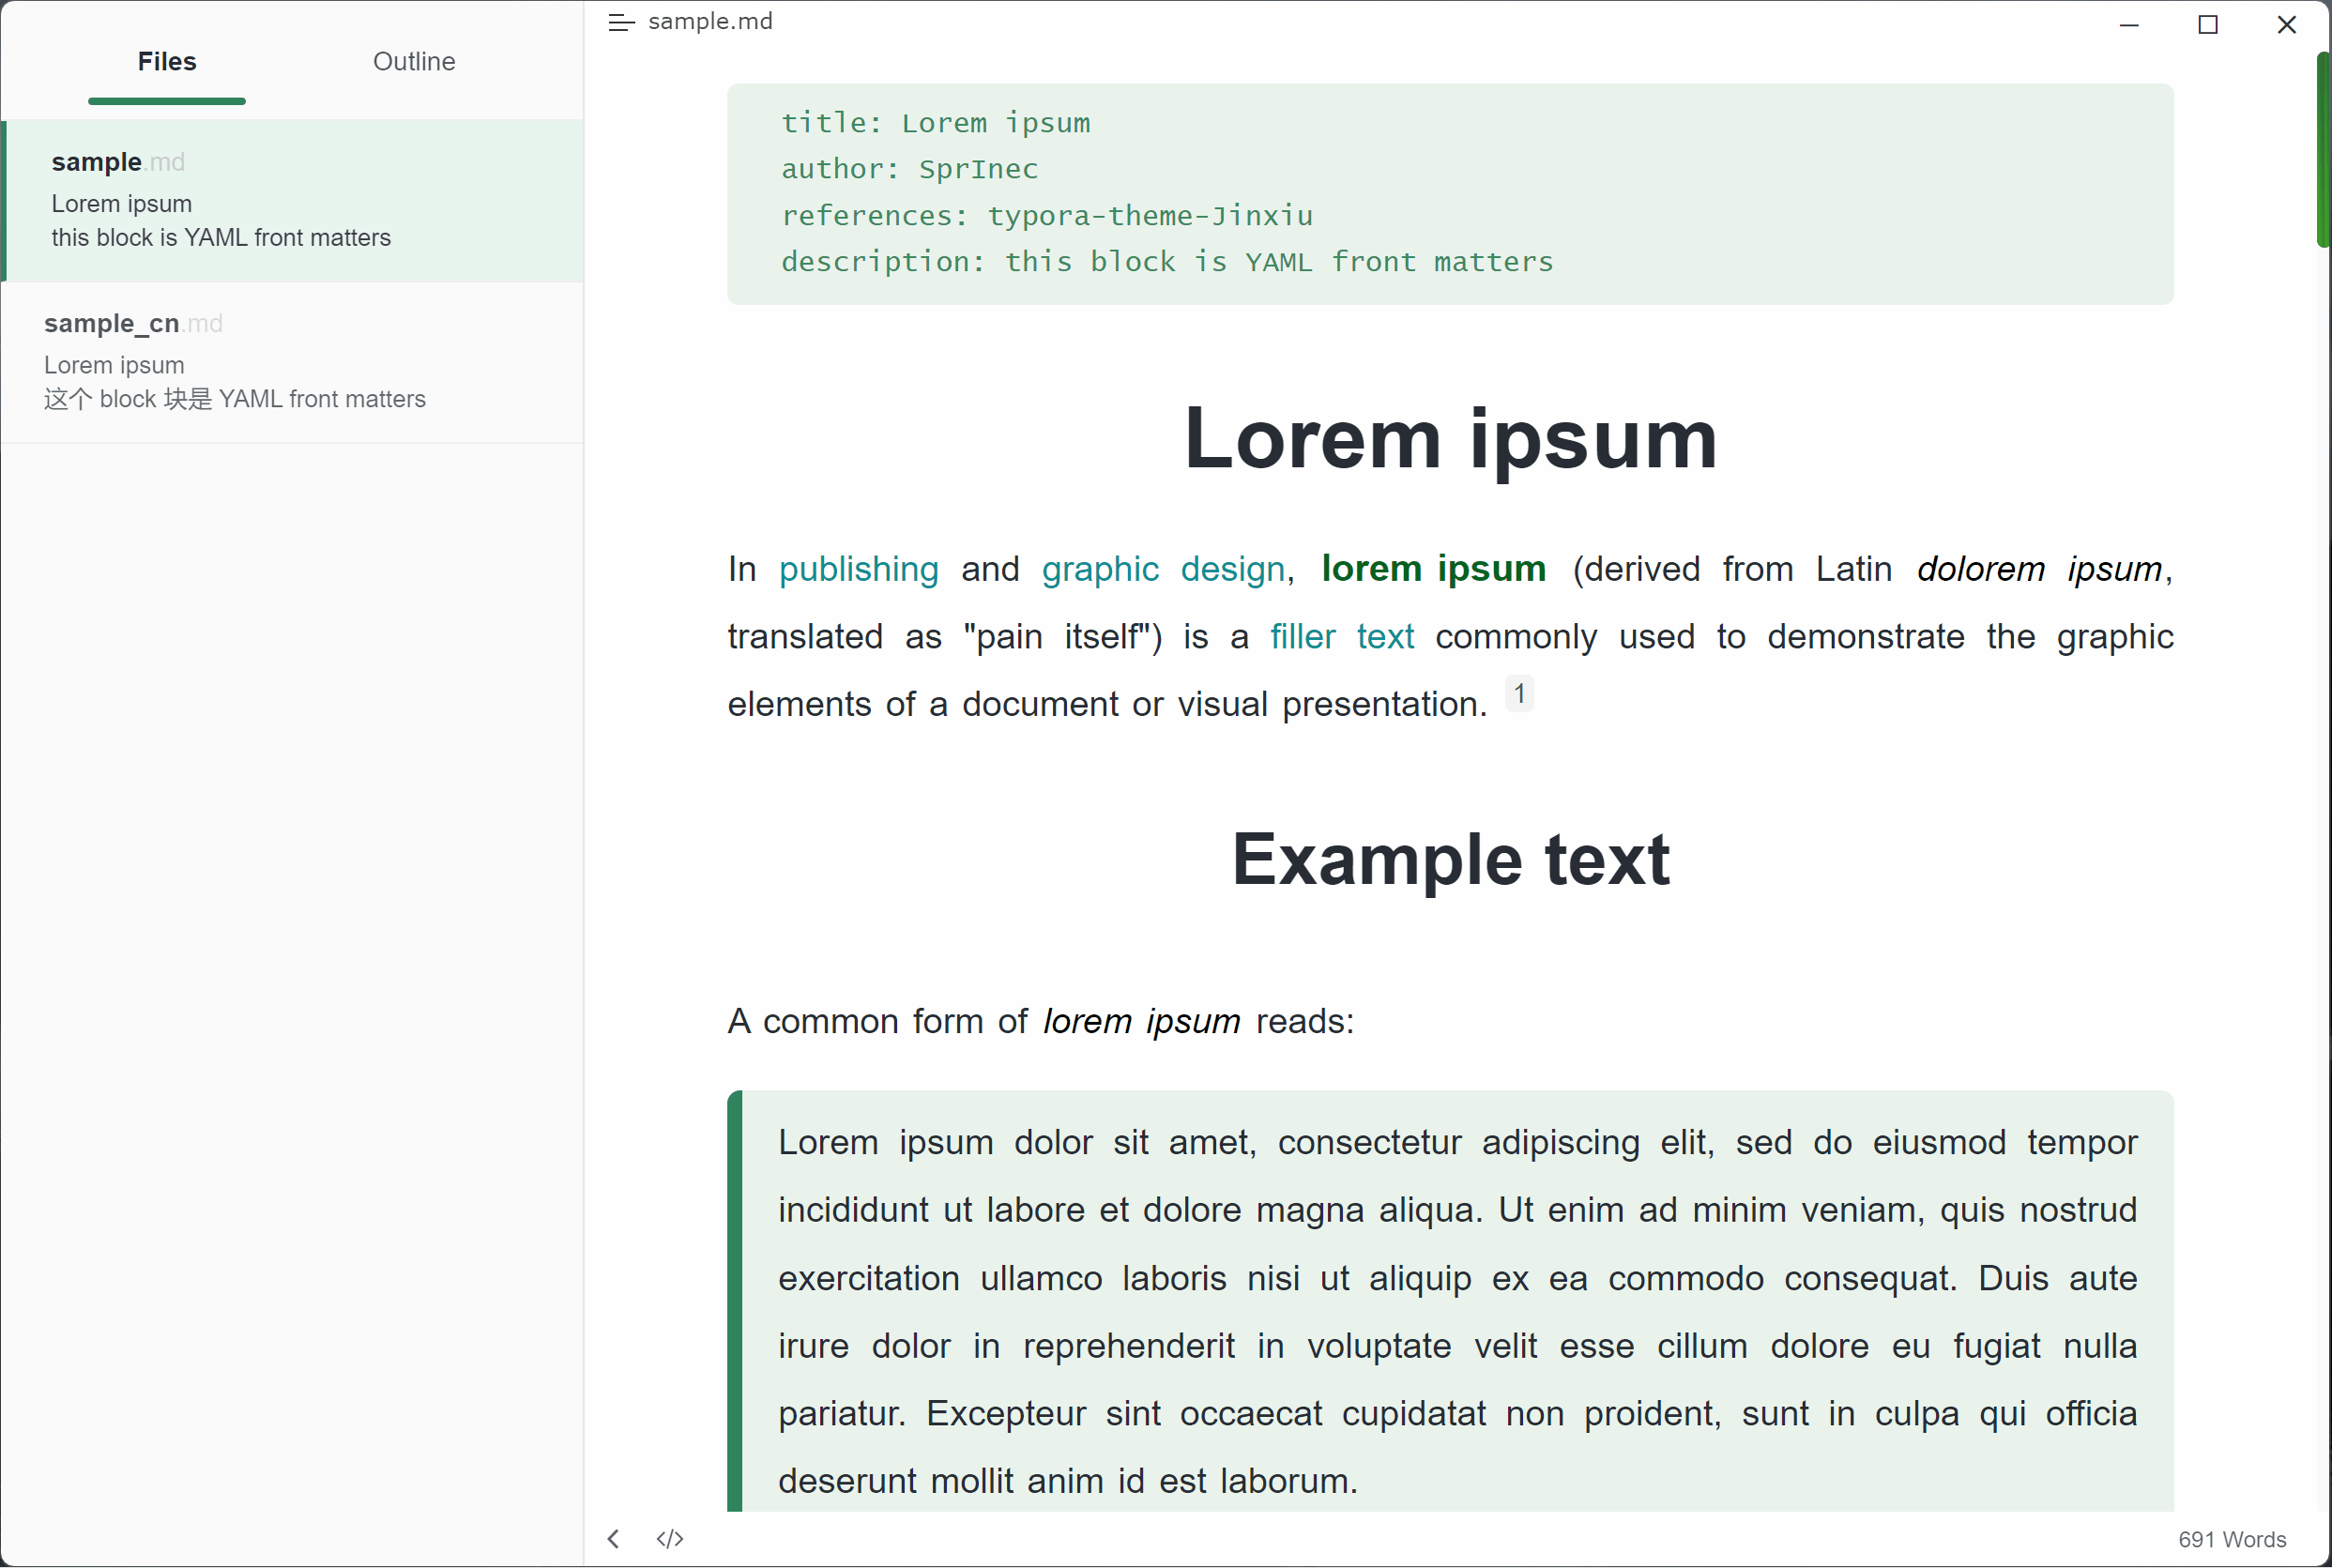 Files
Outline
sample.md
Lorem ipsum
this block is YAML front matters
sample_cn.md
Lorem ipsum
这个 block 块是 YAML front matters
sample.md
title: Lorem ipsum
author: SprInec
references: typora-theme-Jinxiu
description: this block is YAML front matters
Lorem ipsum
In publishing and graphic design, lorem ipsum (derived from Latin dolorem ipsum,
translated as "pain itself") is a filler text commonly used to demonstrate the graphic
elements of a document or visual presentation. 1
Example text
A common form of lorem ipsum reads:
Lorem ipsum dolor sit amet, consectetur adipiscing elit, sed do eiusmod tempor
incididunt ut labore et dolore magna aliqua. Ut enim ad minim veniam, quis nostrud
exercitation ullamco laboris nisi ut aliquip ex ea commodo consequat. Duis aute
irure dolor in reprehenderit in voluptate velit esse cillum dolore eu fugiat nulla
pariatur. Excepteur sint occaecat cupidatat non proident, sunt in culpa qui officia
deserunt mollit anim id est laborum.
691 Words